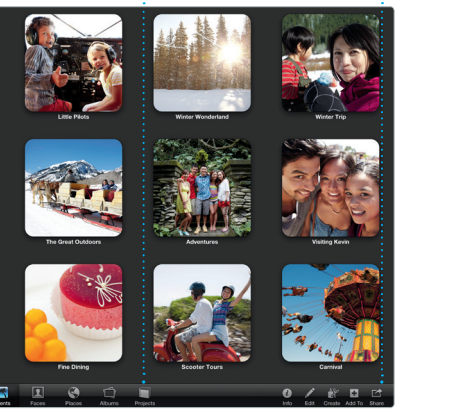 Little Pilots
Winter Wonderland
Winter Trip
The Great Outdoors
Adventures
Visiting Kevin
Fine Dining
Scooter Tours
Carnival
ents
Faces
Places
Albums
Projects
Info
Edit
Create
Add To
Share